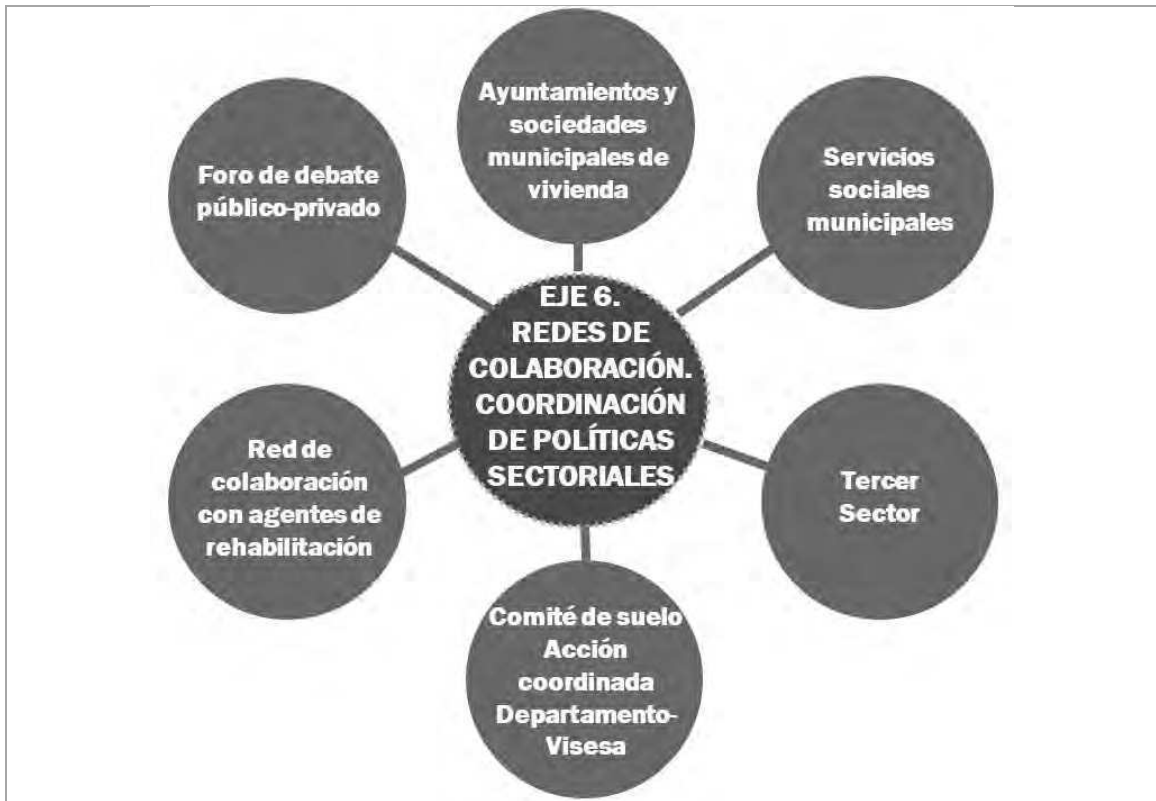 Ayuntamientos y
sociedades
municipales de
vivienda
Foro de debate
público-privado
Servicios
sociales
municipales
EJE 6.
REDES DE
COLABORACIÓN.
COORDINACIÓN
DE POLÍTICAS
SECTORIALES
Red de
colaboración
con agentes de
rehabilitación
Tercer
Sector
Comité de suelo
Acción
coordinada
Departamento-
Visesa